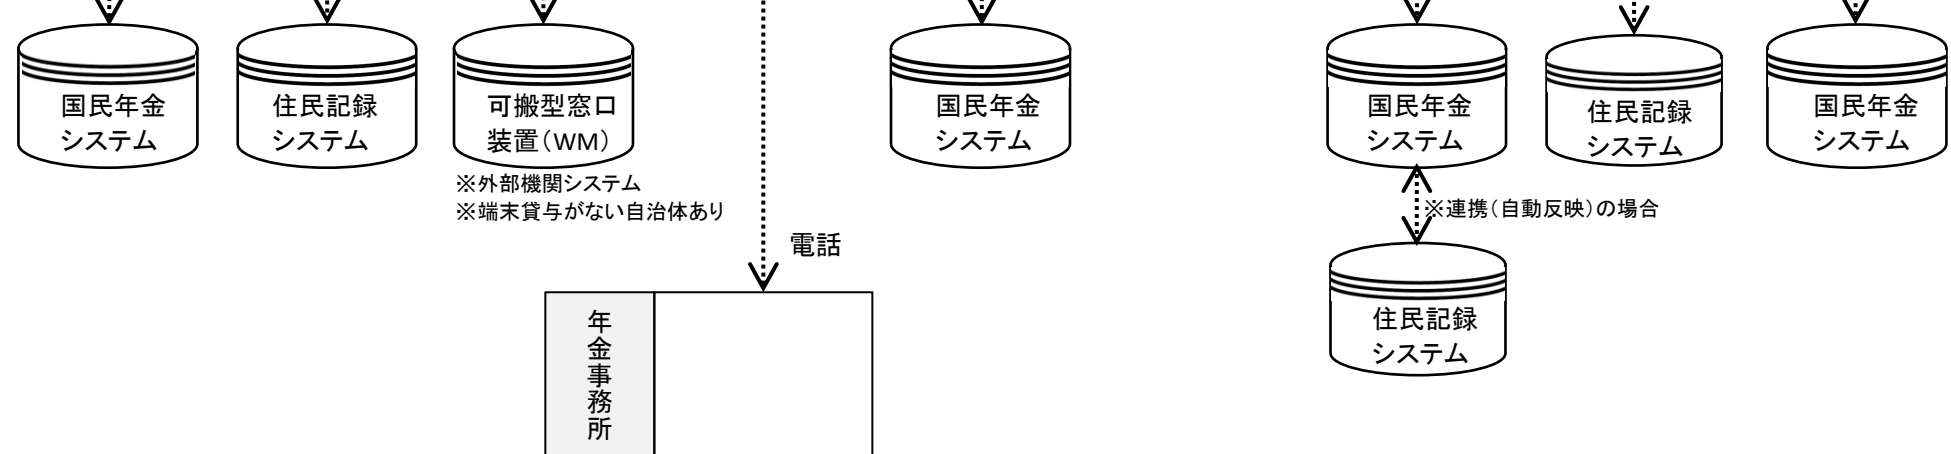 国民年金
システム
住民記録
システム
可搬型窓口
装置（WM）
※外部機関システム
※端末貸与がない自治体あり
電話
年金事務所
国民年金
システム
国民年金
システム
※連携（自動反映）の場合
住民記録
システム
住民記録
システム
国民年金
システム